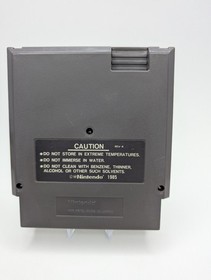 CAUTION
•DO NOT STORE IN EXTREME TEMPERATURES.
•DO NOT IMMERSE IN WATER.
•DO NOT CLEAN WITH BENZENE, THINNER,
ALCOHOL OR OTHER SUCH SOLVENTS.
©Nintendo 1985
Nintendo